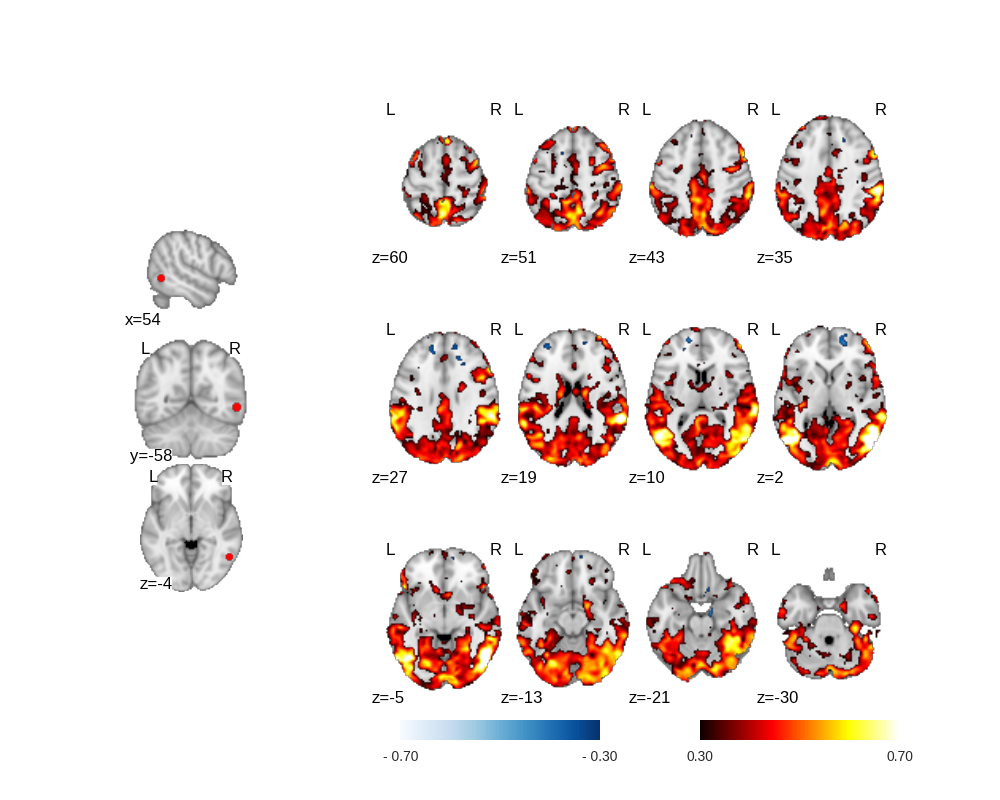 L R L R L R L R
z=60 z=51 z=43 z=35
x=54
L R
y=-58
L R
z=-4
L R L R L R L R
z=27 z=19 z=10 z=2
L R L R L R L R
z=-5 z=-13 z=-21 z=-30
- 0.70 - 0.30 0.30 0.70